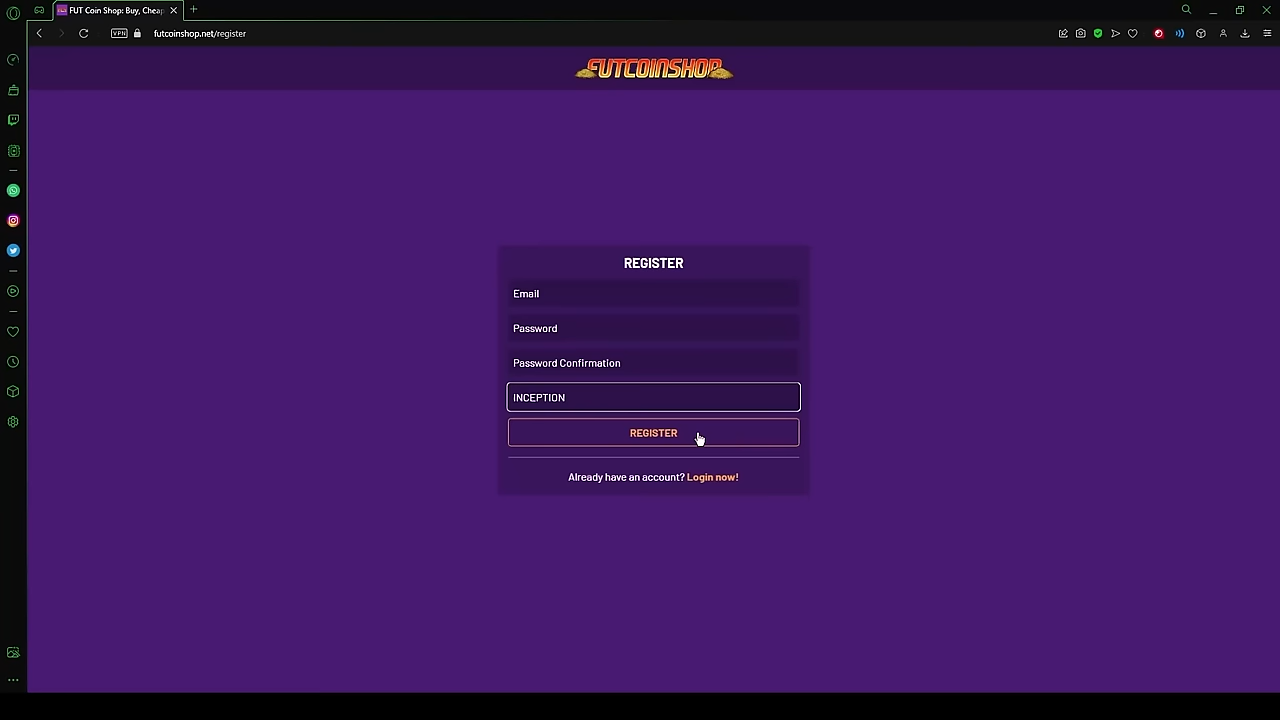 FUT Coin Shop: Buy, Cheap
VPN
futcoinshop.net/register
FUTCOINSHOP
REGISTER
Email
Password
Password Confirmation
INCEPTION
REGISTER
Already have an account? Login now!